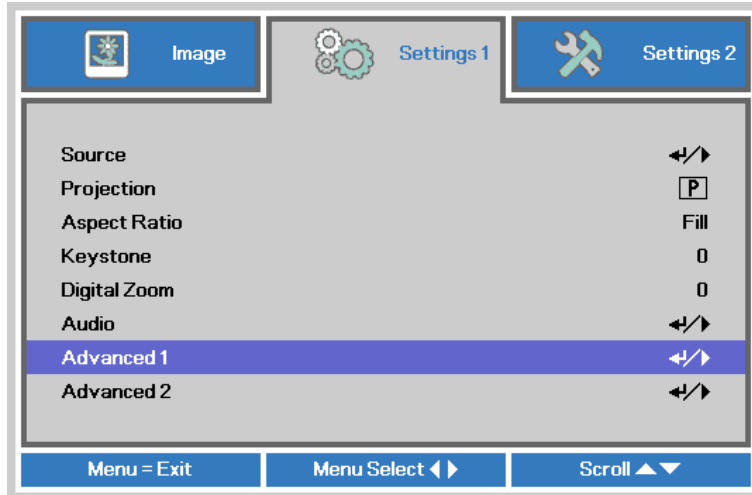 Image Settings 1 Settings 2
Source
Projection P
Aspect Ratio Fill
Keystone 0
Digital Zoom 0
Audio
Advanced 1
Advanced 2
Menu = Exit Menu Select ◀ ▶ Scroll ▲▼